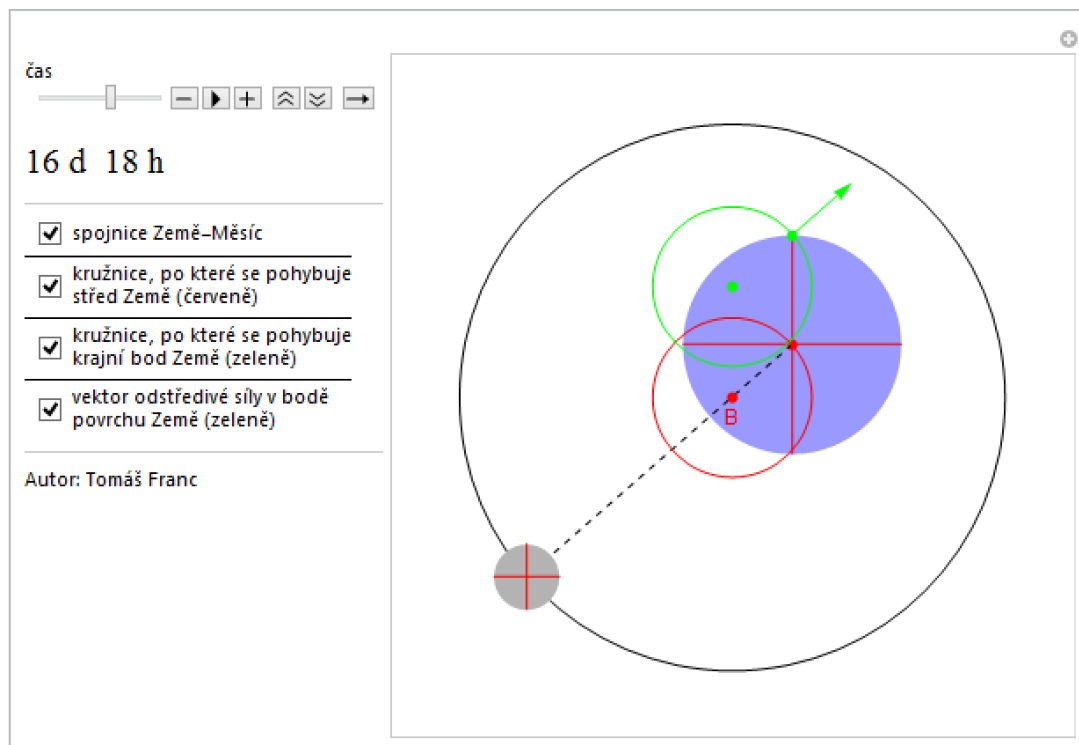 čas
16 d 18 h
spojnice Země–Měsíc
kružnice, po které se pohybuje
střed Země (červeně)
kružnice, po které se pohybuje
krajní bod Země (zeleně)
vektor odstředivé síly v bodě
povrchu Země (zeleně)
Autor: Tomáš Franc
B